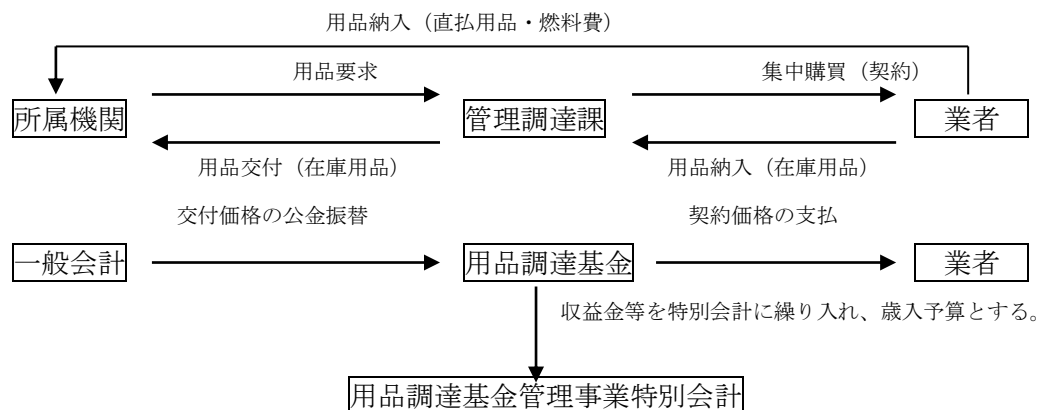 用品納入（直払用品・燃料費）
用品要求
集中購買（契約）
所属機関
管理調達課
業者
用品交付（在庫用品）
用品納入（在庫用品）
交付価格の公金振替
契約価格の支払
一般会計
用品調達基金
業者
収益金等を特別会計に繰り入れ、歳入予算とする。
用品調達基金管理事業特別会計